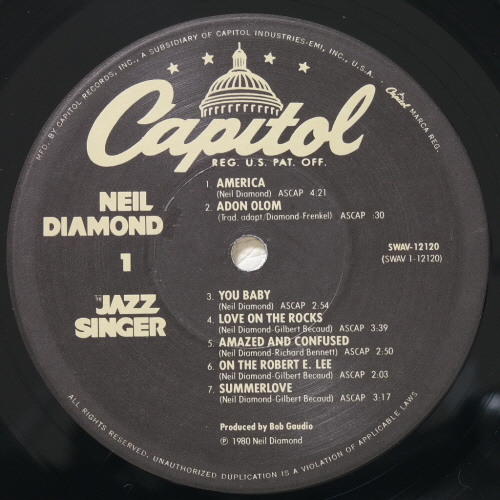 MFD. BY CAPITOL RECORDS, INC., A SUBSIDIARY OF CAPITOL INDUSTRIES-EMI, INC., U.S.A.
Capitol MARCA REG.
Capitol
REG. U.S. PAT. OFF.
NEIL
DIAMOND
1
THE
JAZZ
SINGER
1. AMERICA
(Neil Diamond) ASCAP 4:21
2. ADON OLOM
(Trad. adapt/Diamond-Frenkel) ASCAP :30
SWAV-12120
(SWAV 1-12120)
3. YOU BABY
(Neil Diamond) ASCAP 2:54
4. LOVE ON THE ROCKS
(Neil Diamond-Gilbert Becaud) ASCAP 3:39
5. AMAZED AND CONFUSED
(Neil Diamond-Richard Bennett) ASCAP 2:50
6. ON THE ROBERT E. LEE
(Neil Diamond-Gilbert Becaud) ASCAP 2:03
7. SUMMERLOVE
(Neil Diamond-Gilbert Becaud) ASCAP 3:17
Produced by Bob Gaudio
℗ 1980 Neil Diamond
ALL RIGHTS RESERVED. UNAUTHORIZED DUPLICATION IS A VIOLATION OF APPLICABLE LAWS